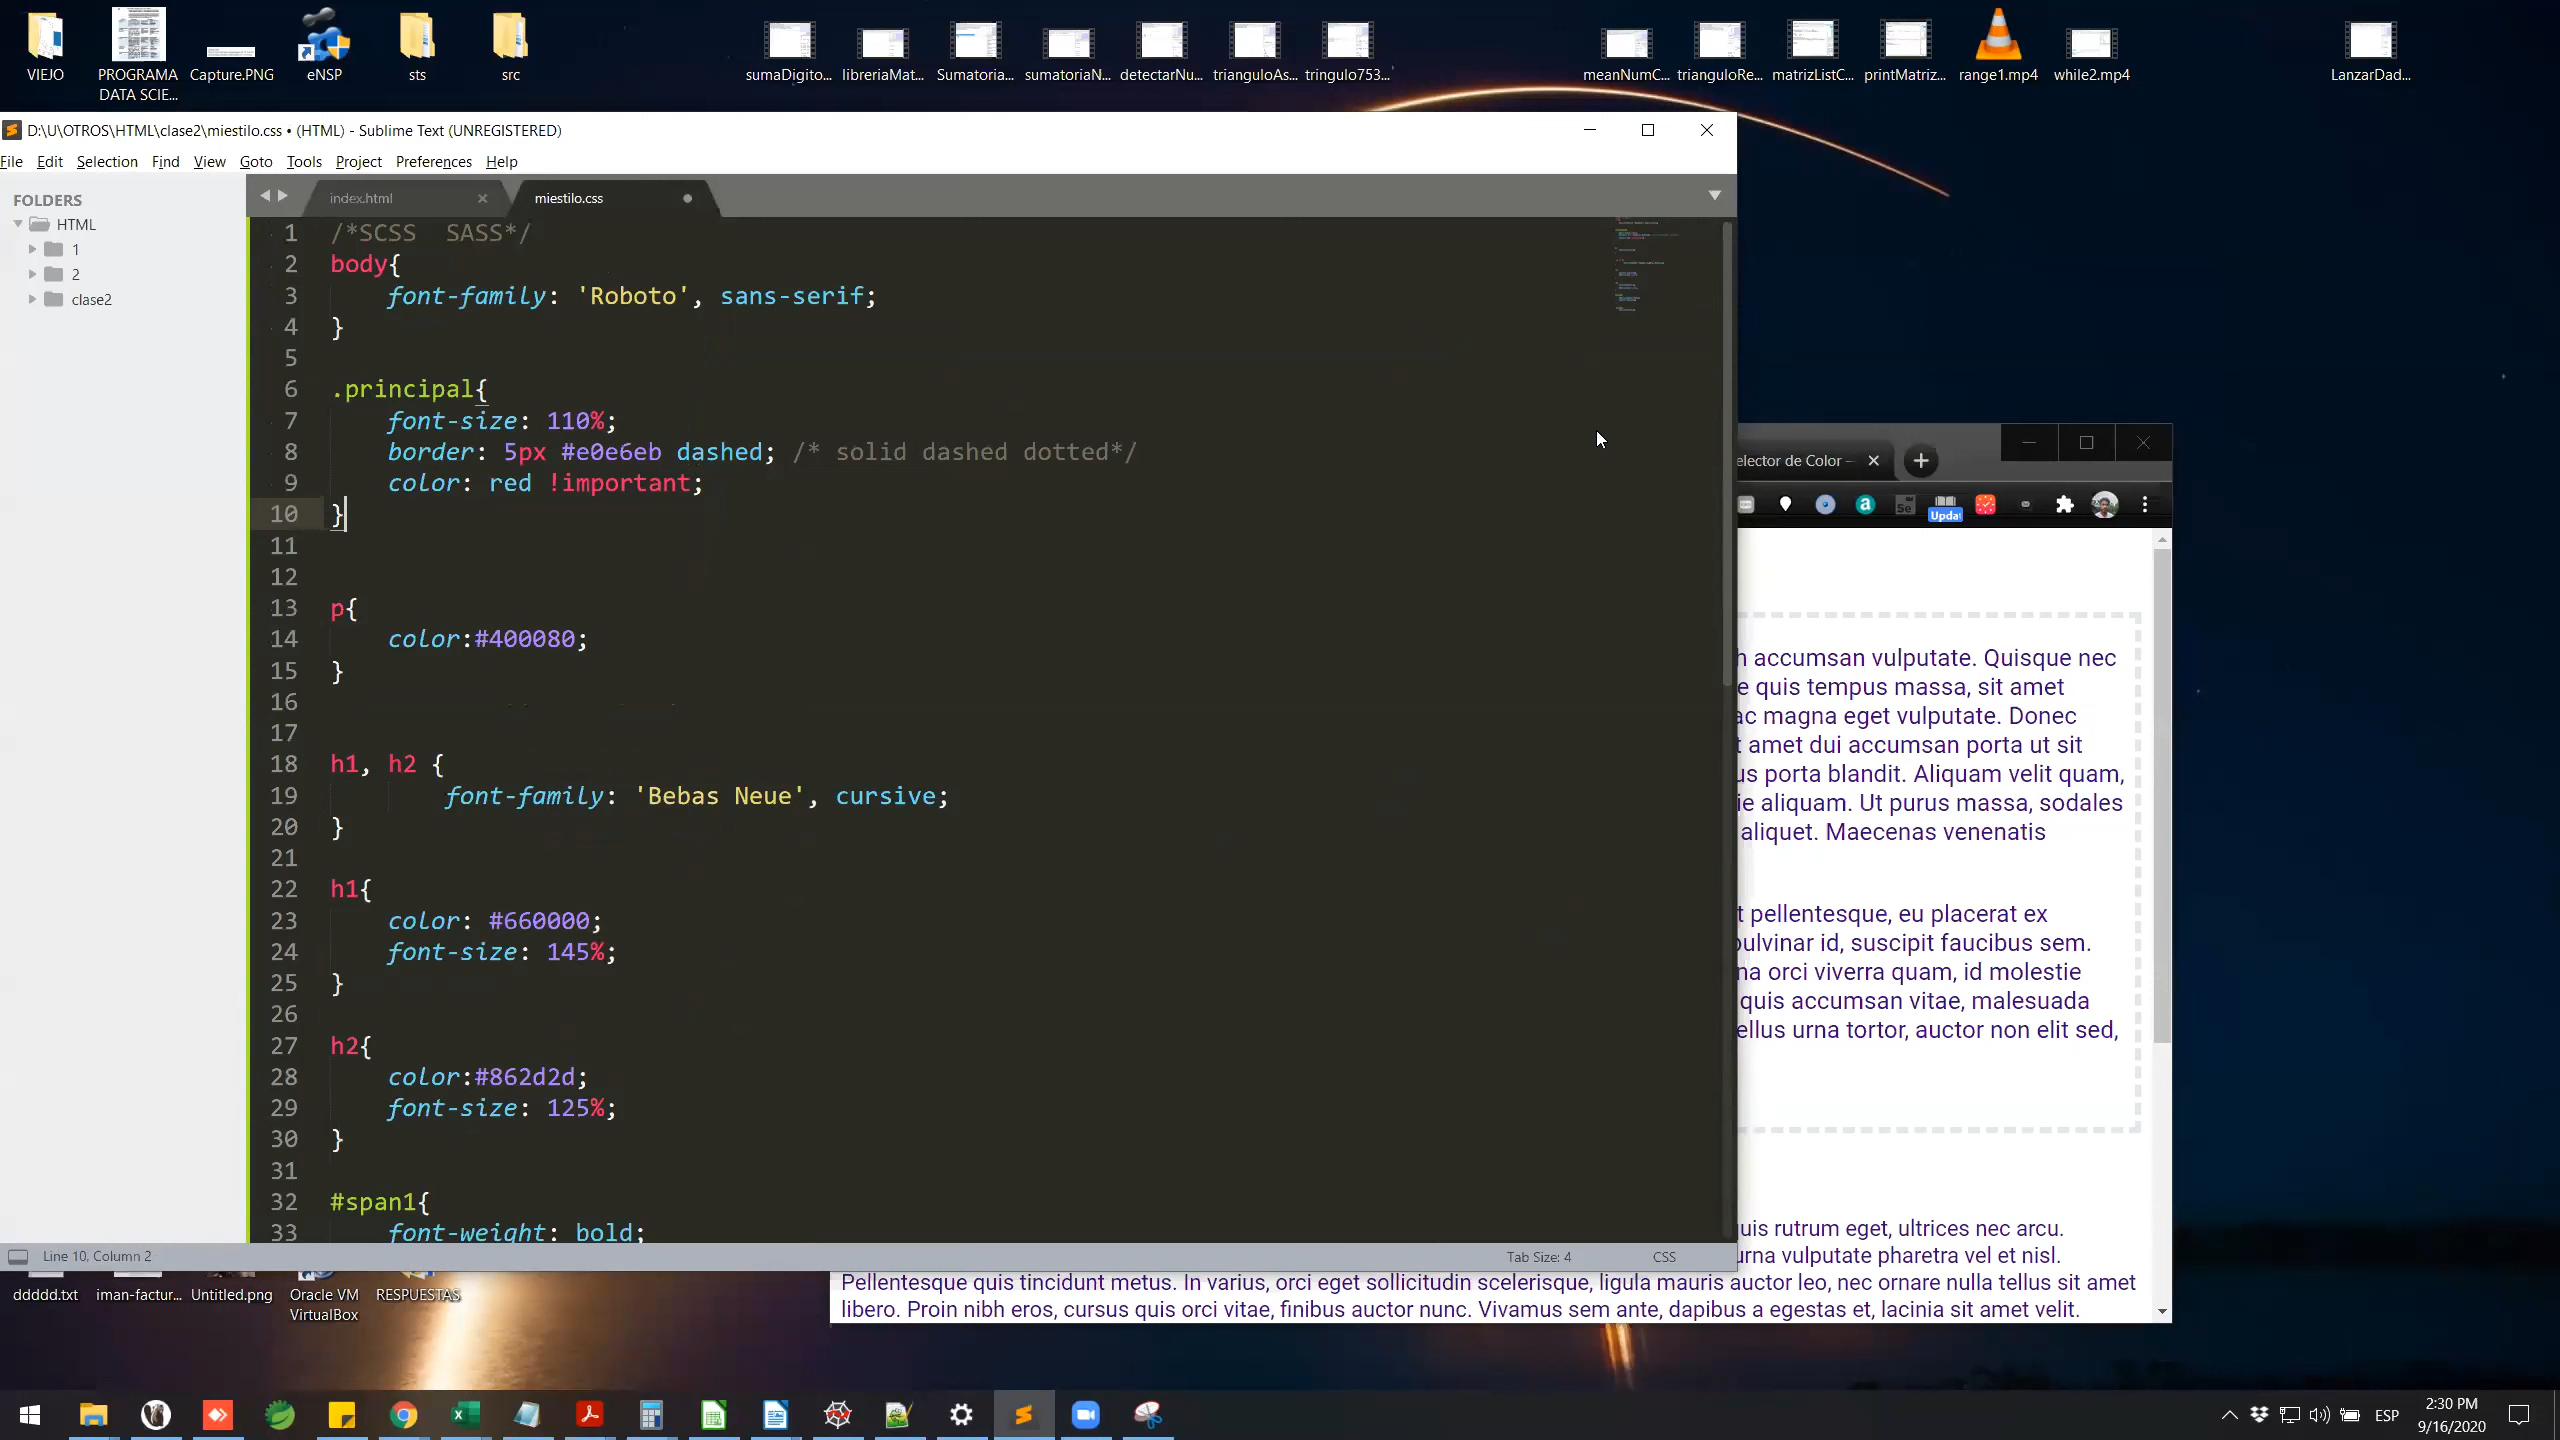 VIEJO
PROGRAMA
DATA SCIE...
Capture.PNG
eNSP
sts
src
sumaDigito...
libreriaMat...
Sumatoria...
sumatoriaN...
detectarNu...
trianguloAs...
tringulo753...
meanNumC...
trianguloRe...
matrizListC...
printMatriz...
range1.mp4
while2.mp4
LanzarDad...
D:\U\OTROS\HTML\clase2\miestilo.css • (HTML) - Sublime Text (UNREGISTERED)
File Edit Selection Find View Goto Tools Project Preferences Help
FOLDERS
HTML
1
2
clase2
index.html
miestilo.css
1 /*SCSS  SASS*/
2 body{
3 font-family: 'Roboto', sans-serif;
4 }
5
6 .principal{
7 font-size: 110%;
8 border: 5px #e0e6eb dashed; /* solid dashed dotted*/
9 color: red !important;
10 }
11
12
13 p{
14 color:#400080;
15 }
16
17
18 h1, h2 {
19 font-family: 'Bebas Neue', cursive;
20 }
21
22 h1{
23 color: #660000;
24 font-size: 145%;
25 }
26
27 h2{
28 color:#862d2d;
29 font-size: 125%;
30 }
31
32 #span1{
33 font-weight: bold;
Line 10, Column 2
Tab Size: 4
CSS
elector de Color —
Se
Updat
accumsan vulputate. Quisque nec
e quis tempus massa, sit amet
ac magna eget vulputate. Donec
t amet dui accumsan porta ut sit
us porta blandit. Aliquam velit quam,
ie aliquam. Ut purus massa, sodales
aliquet. Maecenas venenatis
t pellentesque, eu placerat ex
pulvinar id, suscipit faucibus sem.
na orci viverra quam, id molestie
quis accumsan vitae, malesuada
ellus urna tortor, auctor non elit sed,
uis rutrum eget, ultrices nec arcu.
urna vulputate pharetra vel et nisl.
Pellentesque quis tincidunt metus. In varius, orci eget sollicitudin scelerisque, ligula mauris auctor leo, nec ornare nulla tellus sit amet
libero. Proin nibh eros, cursus quis orci vitae, finibus auctor nunc. Vivamus sem ante, dapibus a egestas et, lacinia sit amet velit.
ddddd.txt
iman-factur...
Untitled.png
Oracle VM
VirtualBox
RESPUESTAS
ESP
2:30 PM
9/16/2020